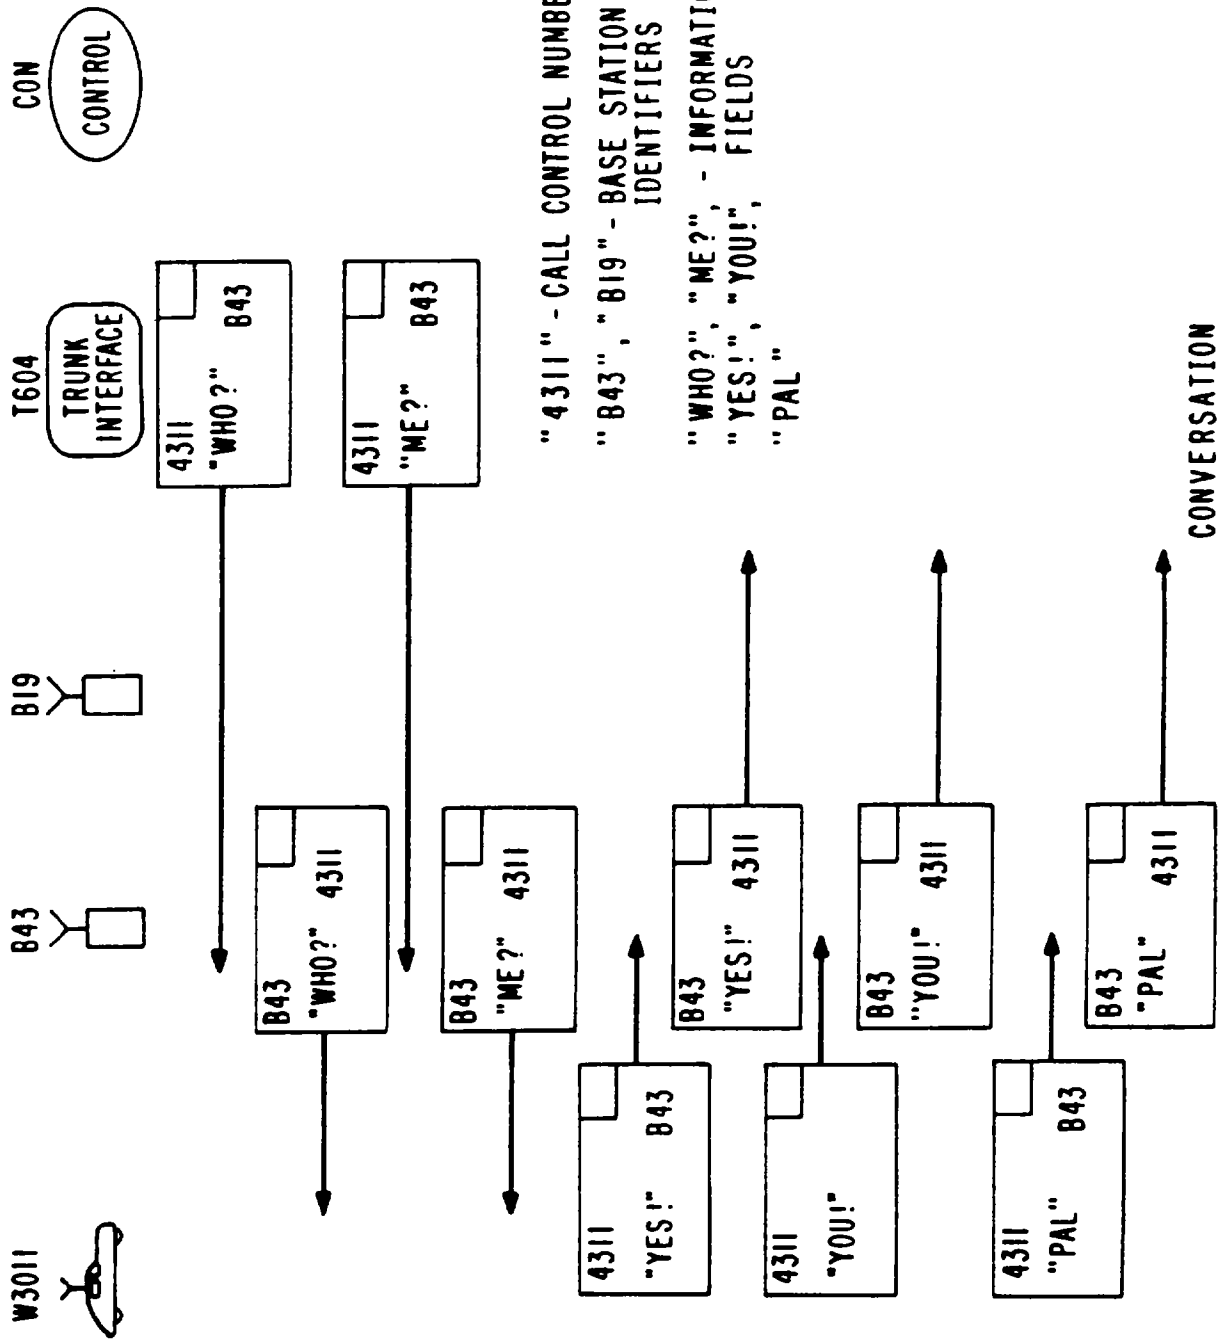 W3011
B43
B19
T604
CON
TRUNK
INTERFACE
CONTROL
4311
"WHO?" B43
B43
"WHO?" 4311
4311
"ME?" B43
B43
"ME?" 4311
4311
"YES!" B43
B43
"YES!" 4311
4311
"YOU!"
B43
"YOU!" 4311
4311
"PAL" B43
B43
"PAL" 4311
"4311" - CALL CONTROL
"B43", "B19" - BASE STATION
IDENTIFIERS
"WHO?", "ME?", -
"YES!", "YOU!", FIELDS
"PAL"
CONVERSATION